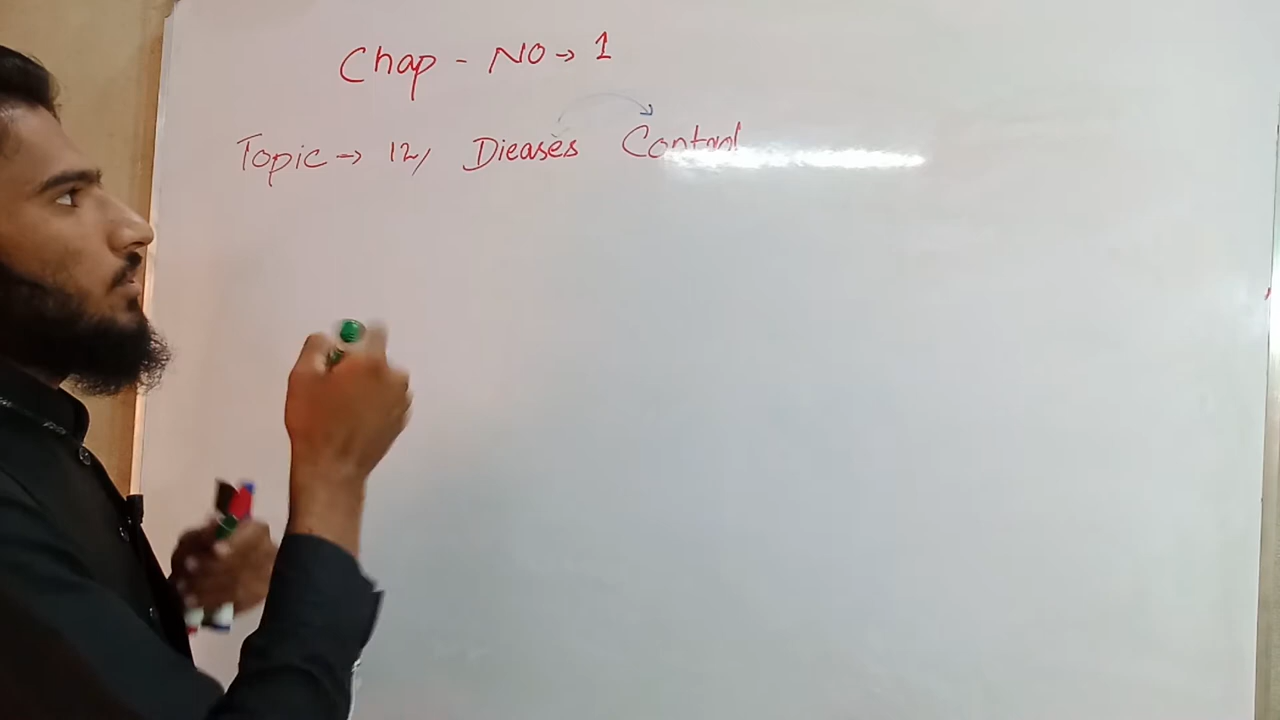 Chap - NO → 1
Topic → 12, Dieases Control